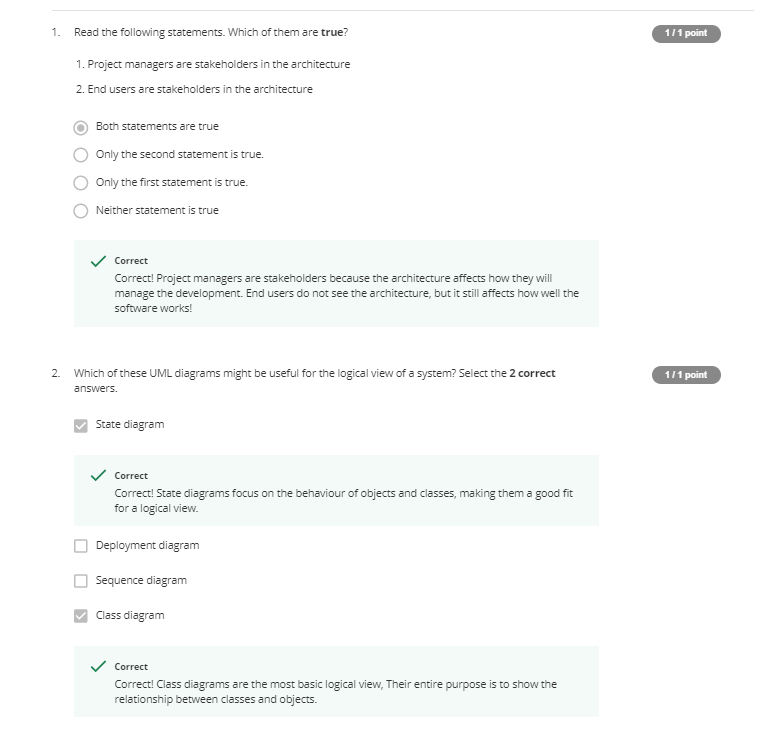 1. Read the following statements. Which of them are true?
1 / 1 point
1. Project managers are stakeholders in the architecture
2. End users are stakeholders in the architecture
Both statements are true
Only the second statement is true.
Only the first statement is true.
Neither statement is true
Correct
Correct! Project managers are stakeholders because the architecture affects how they will
manage the development. End users do not see the architecture, but it still affects how well the
software works!
2. Which of these UML diagrams might be useful for the logical view of a system? Select the 2 correct
answers.
1 / 1 point
State diagram
Correct
Correct! State diagrams focus on the behaviour of objects and classes, making them a good fit
for a logical view.
Deployment diagram
Sequence diagram
Class diagram
Correct
Correct! Class diagrams are the most basic logical view, Their entire purpose is to show the
relationship between classes and objects.